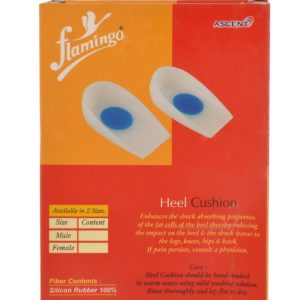 flamingo
ASCENT
Heel Cushion
Enhances the shock absorbing properties
of the fat cells of the heel thereby reducing
the impact on the heel & the shock waves to
the legs, knees, hips & back.
If pain persists, consult a physician.
Available in 2 Sizes.
Size Content
Male
Female
Care :
Heel Cushion should be hand washed
in warm water using mild washing solution.
Rinse thoroughly and lay flat to dry.
Fiber Contents
Silicon Rubber 100%